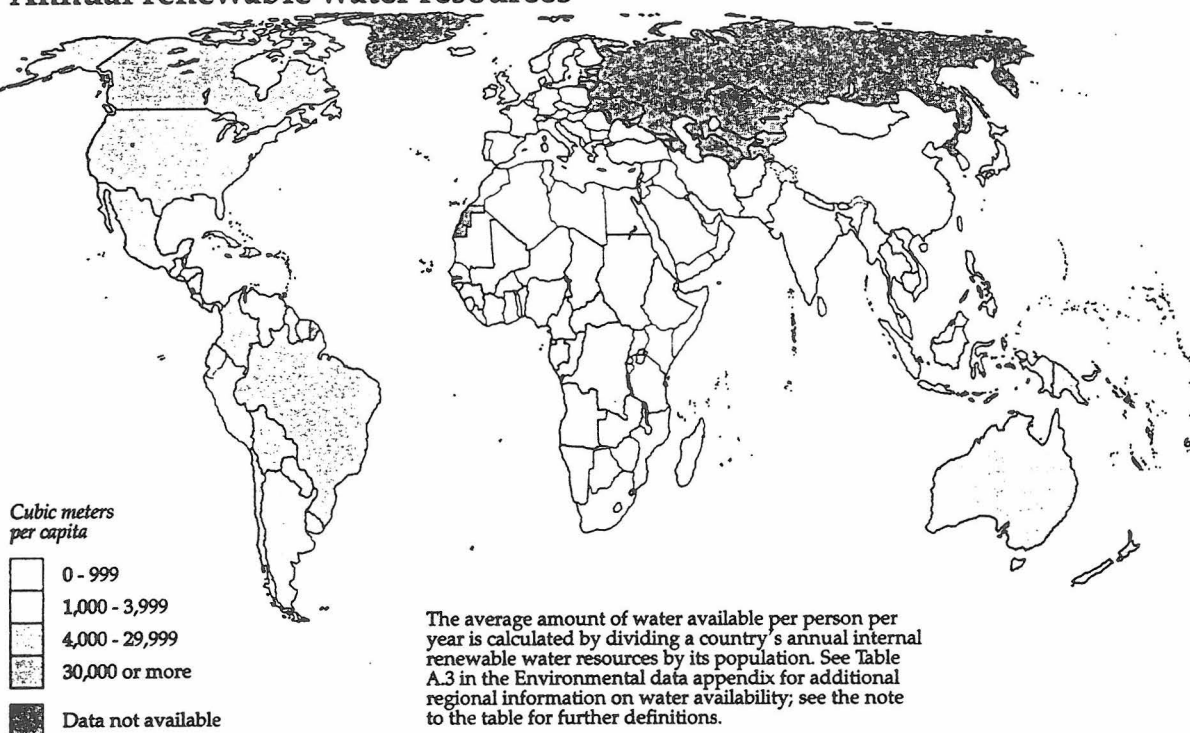 Annual renewable water resources
Cubic meters
per capita
0 - 999
1,000 - 3,999
4,000 - 29,999
30,000 or more
Data not available
The average amount of water available per person per
year is calculated by dividing a country's annual internal
renewable water resources by its population. See Table
A.3 in the Environmental data appendix for additional
regional information on water availability; see the note
to the table for further definitions.